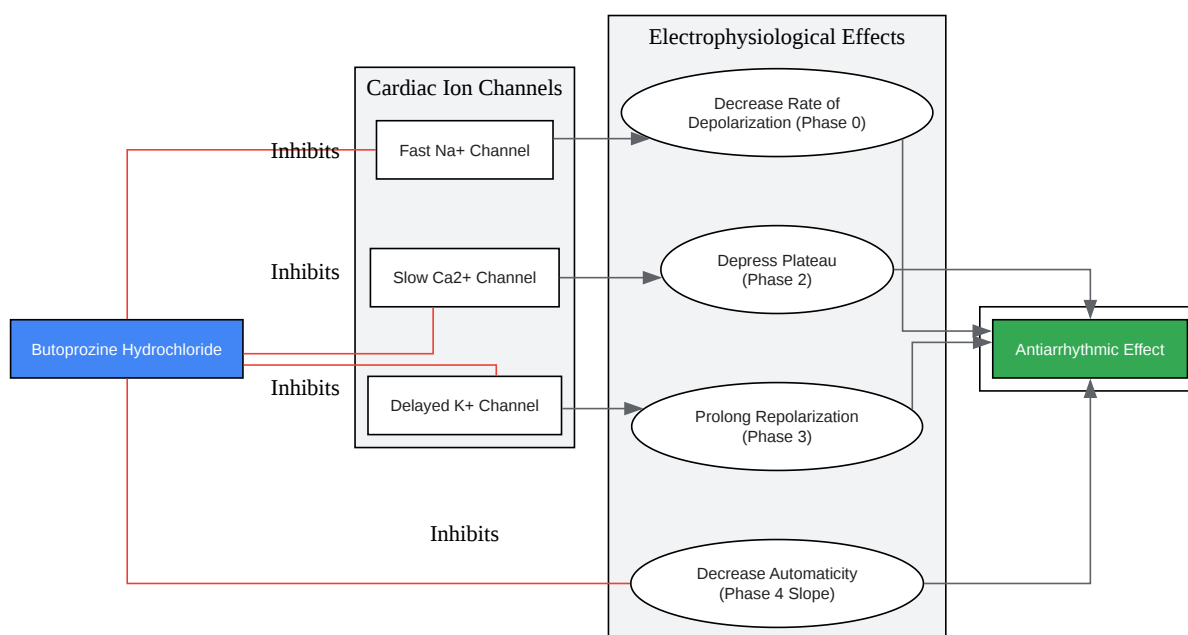 Electrophysiological Effects
Cardiac Ion Channels
Decrease Rate of
Depolarization (Phase 0)
Inhibits
Fast Na+ Channel
Inhibits
Slow Ca2+ Channel
Depress Plateau
(Phase 2)
Butoprozine Hydrochloride
Antiarrhythmic Effect
Inhibits
Delayed K+ Channel
Prolong Repolarization
(Phase 3)
Inhibits
Decrease Automaticity
(Phase 4 Slope)